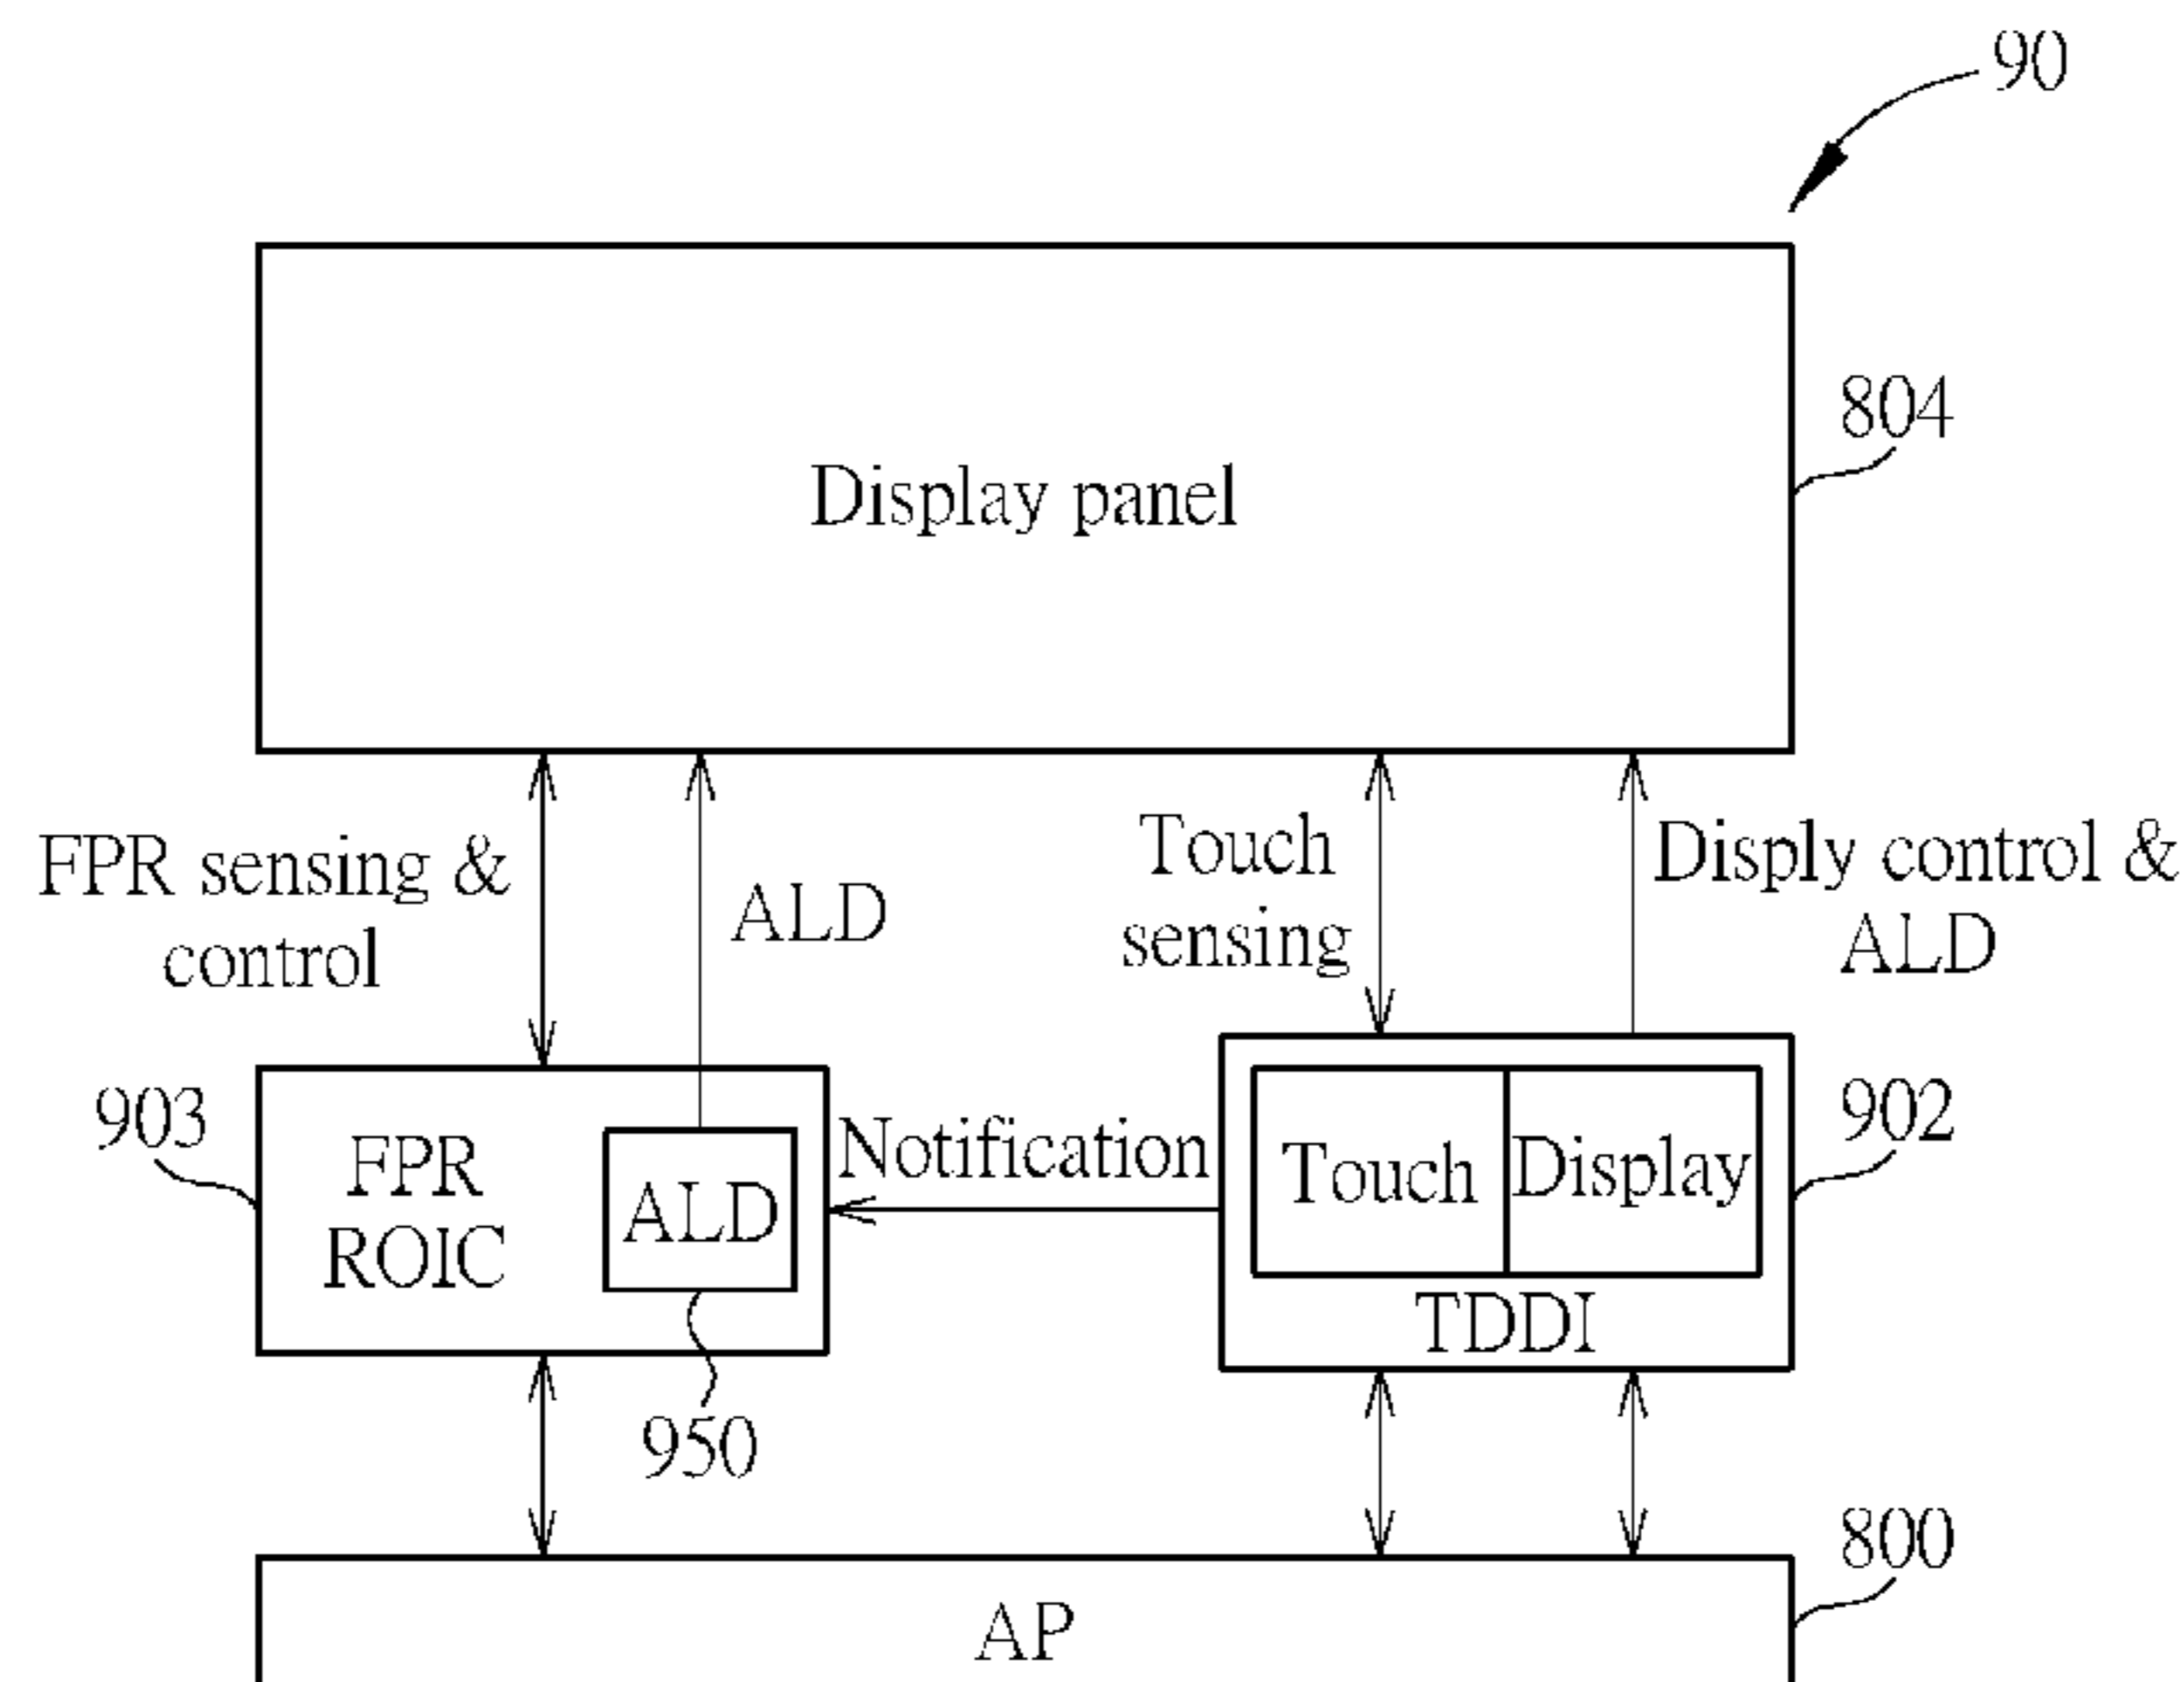 90
804
Display panel
FPR sensing &
control
ALD
Touch
sensing
Disply control &
ALD
903
FPR
ROIC
ALD
Notification
Touch
Display
TDDI
902
950
800
AP